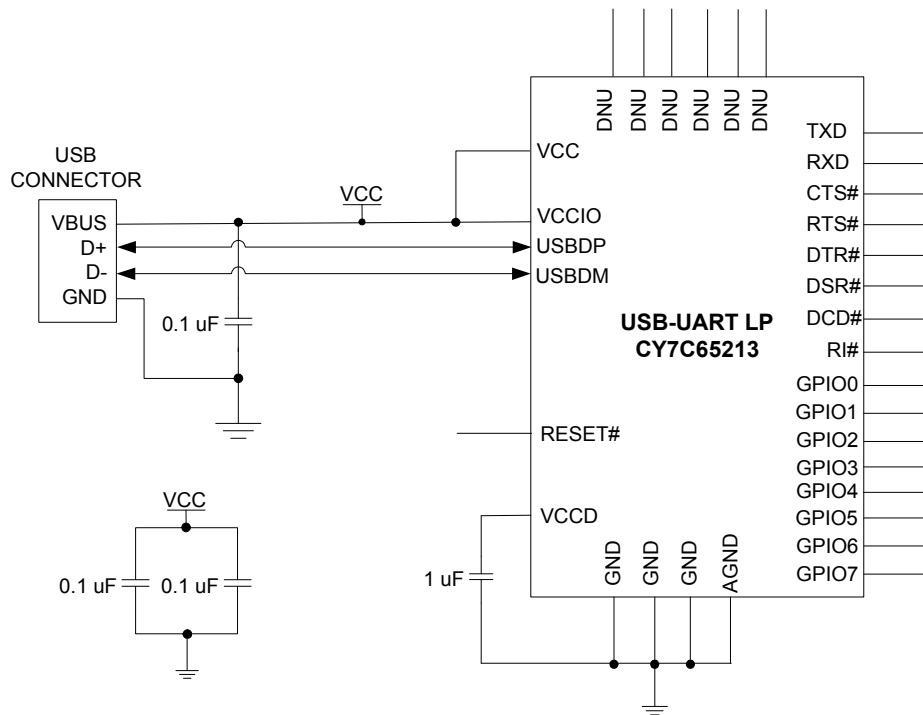 DNU
DNU
DNU
DNU
DNU
DNU
TXD
RXD
CTS#
RTS#
DTR#
DSR#
DCD#
RI#
GPIO0
GPIO1
GPIO2
GPIO3
GPIO4
GPIO5
GPIO6
GPIO7
VCC
VCCIO
USBDP
USBDM
RESET#
VCCD
GND
GND
GND
AGND
USB-UART LP
CY7C65213
USB
CONNECTOR
VBUS
D+
D-
GND
VCC
0.1 uF
VCC
0.1 uF
0.1 uF
1 uF